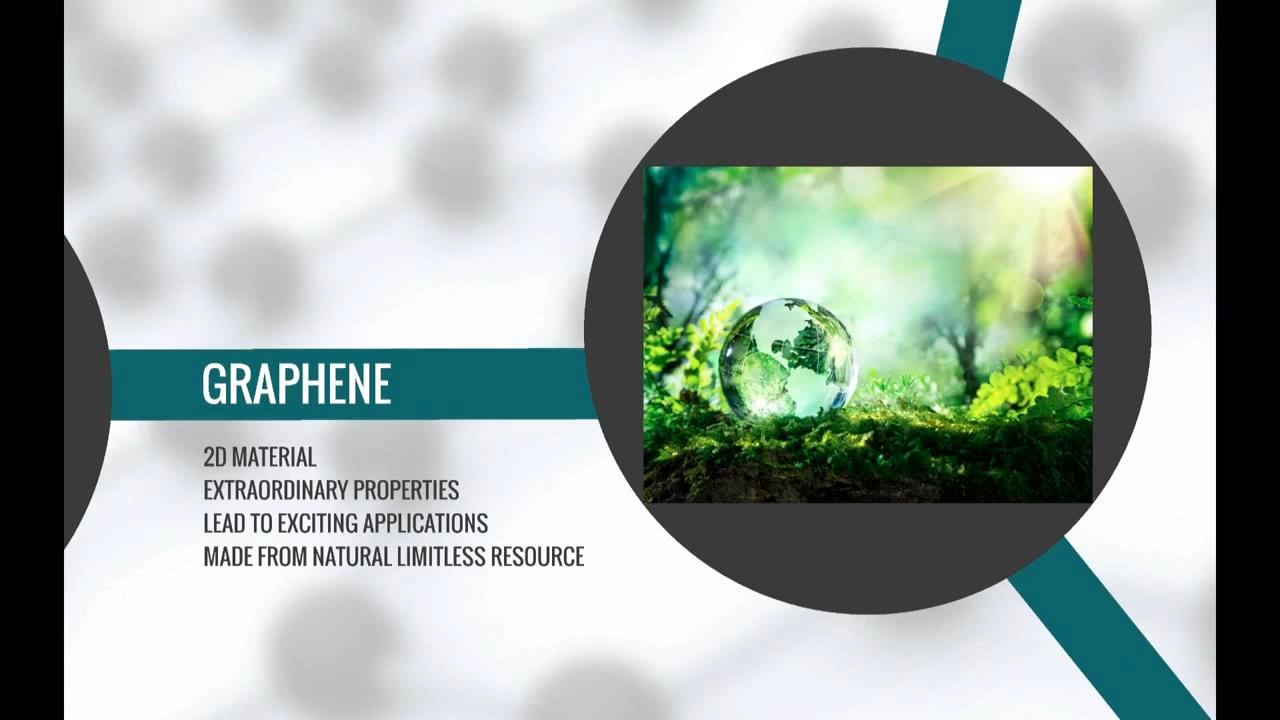 GRAPHENE
2D MATERIAL
EXTRAORDINARY PROPERTIES
LEAD TO EXCITING APPLICATIONS
MADE FROM NATURAL LIMITLESS RESOURCE